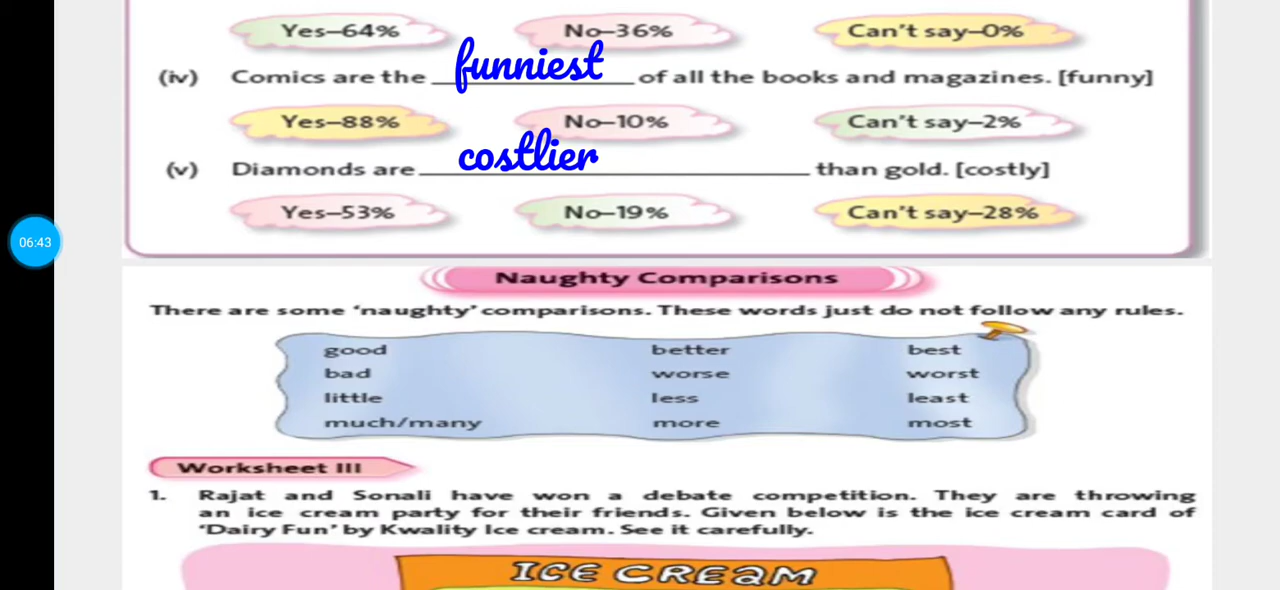 Yes–64% No–36% Can't say–0%
(iv) Comics are the funniest of all the books and magazines. [funny]
Yes–88% No–10% Can't say–2%
(v) Diamonds are costlier than gold. [costly]
Yes–53% No–19% Can't say–28%
06:43
Naughty Comparisons
There are some ‘naughty’ comparisons. These words just do not follow any rules.
good better best
bad worse worst
little less least
much/many more most
Worksheet III
1. Rajat and Sonali have won a debate competition. They are throwing
an ice cream party for their friends. Given below is the ice cream card of
‘Dairy Fun’ by Kwality Ice cream. See it carefully.
ICE CREAM